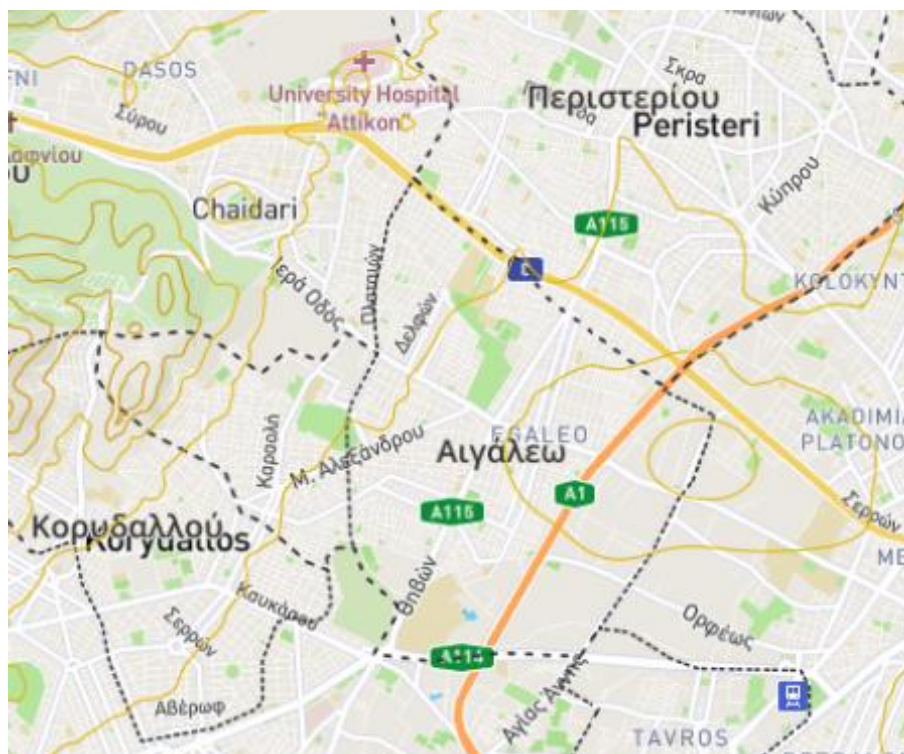 DASOS
Σύρου
University Hospital
"Attikon"
Σκρα
Περιστερίου
Peristeri
Κύπρου
Chaidari
A115
Πλαταιών
Ιερά Οδός
Δελφών
E
KOLOKYNT
AKADIMIA
PLATONO
EGALEO
Αιγάλεω
Καραολή
Μ. Αλεξάνδρου
A1
A115
Σερρών
Κορυδαλλού
Korydallos
ME
Καυκάσου
Θηβών
Σερρών
Ορφέως
Αγίας Άννης
Αβέρωφ
TAVROS